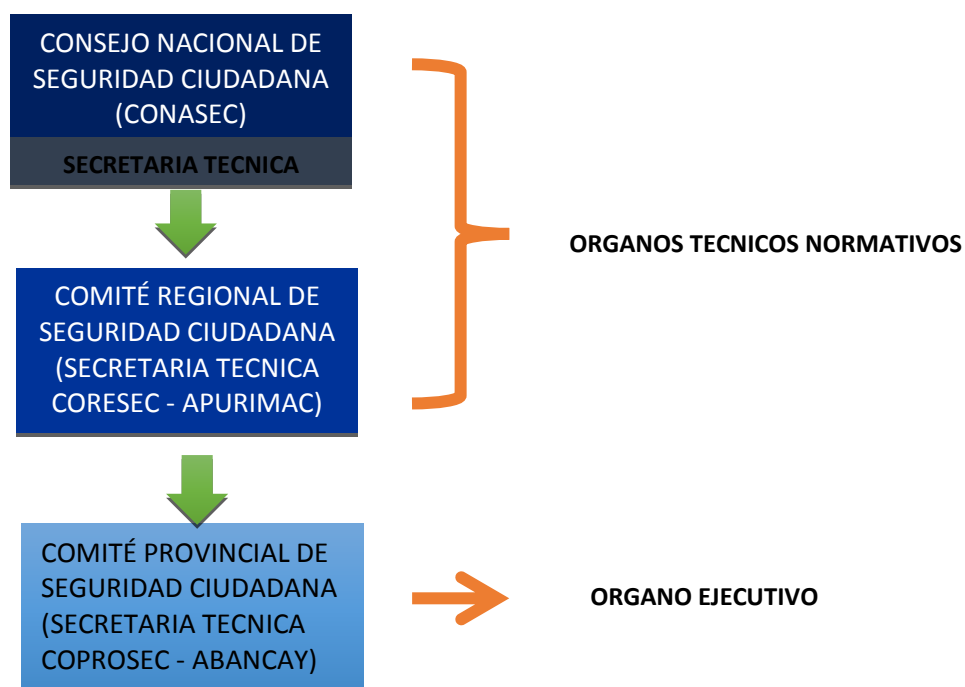 CONSEJO NACIONAL DE
SEGURIDAD CIUDADANA
(CONASEC)
SECRETARIA TECNICA
ORGANOS TECNICOS NORMATIVOS
COMITÉ REGIONAL DE
SEGURIDAD CIUDADANA
(SECRETARIA TECNICA
CORESEC - APURIMAC)
COMITÉ PROVINCIAL DE
SEGURIDAD CIUDADANA
(SECRETARIA TECNICA
COPROSEC - ABANCAY)
ORGANO EJECUTIVO